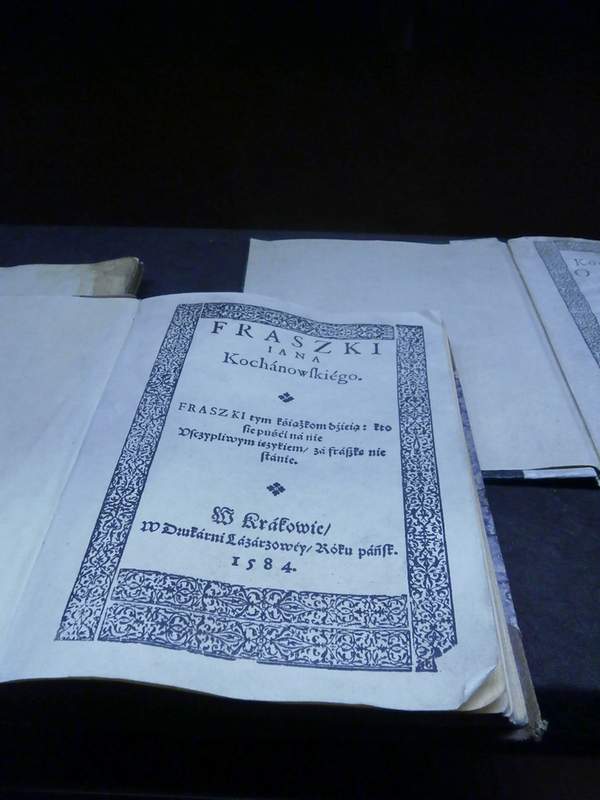 FRASZKI
IANA
Kochánowſkiégo.
FRASZKI tym kśiążkom dźieią: kto
ſie puśći ná nie
Vſczypliwym ięzykiem/ zá fráſzkę nie
ſtánie.
W Krákowie/
W Drukárni Lázárzowéy/ Róku páńſk.
1584.